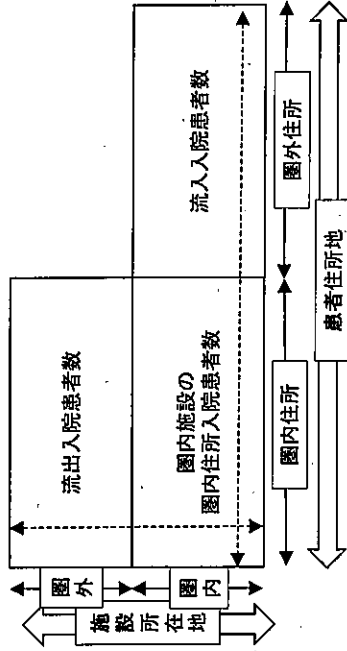 流出入院患者数
圏内施設の
圏内住所入院患者数
流入入院患者数
圏外
圏内
施設所在地
圏内住所
圏外住所
患者住所地